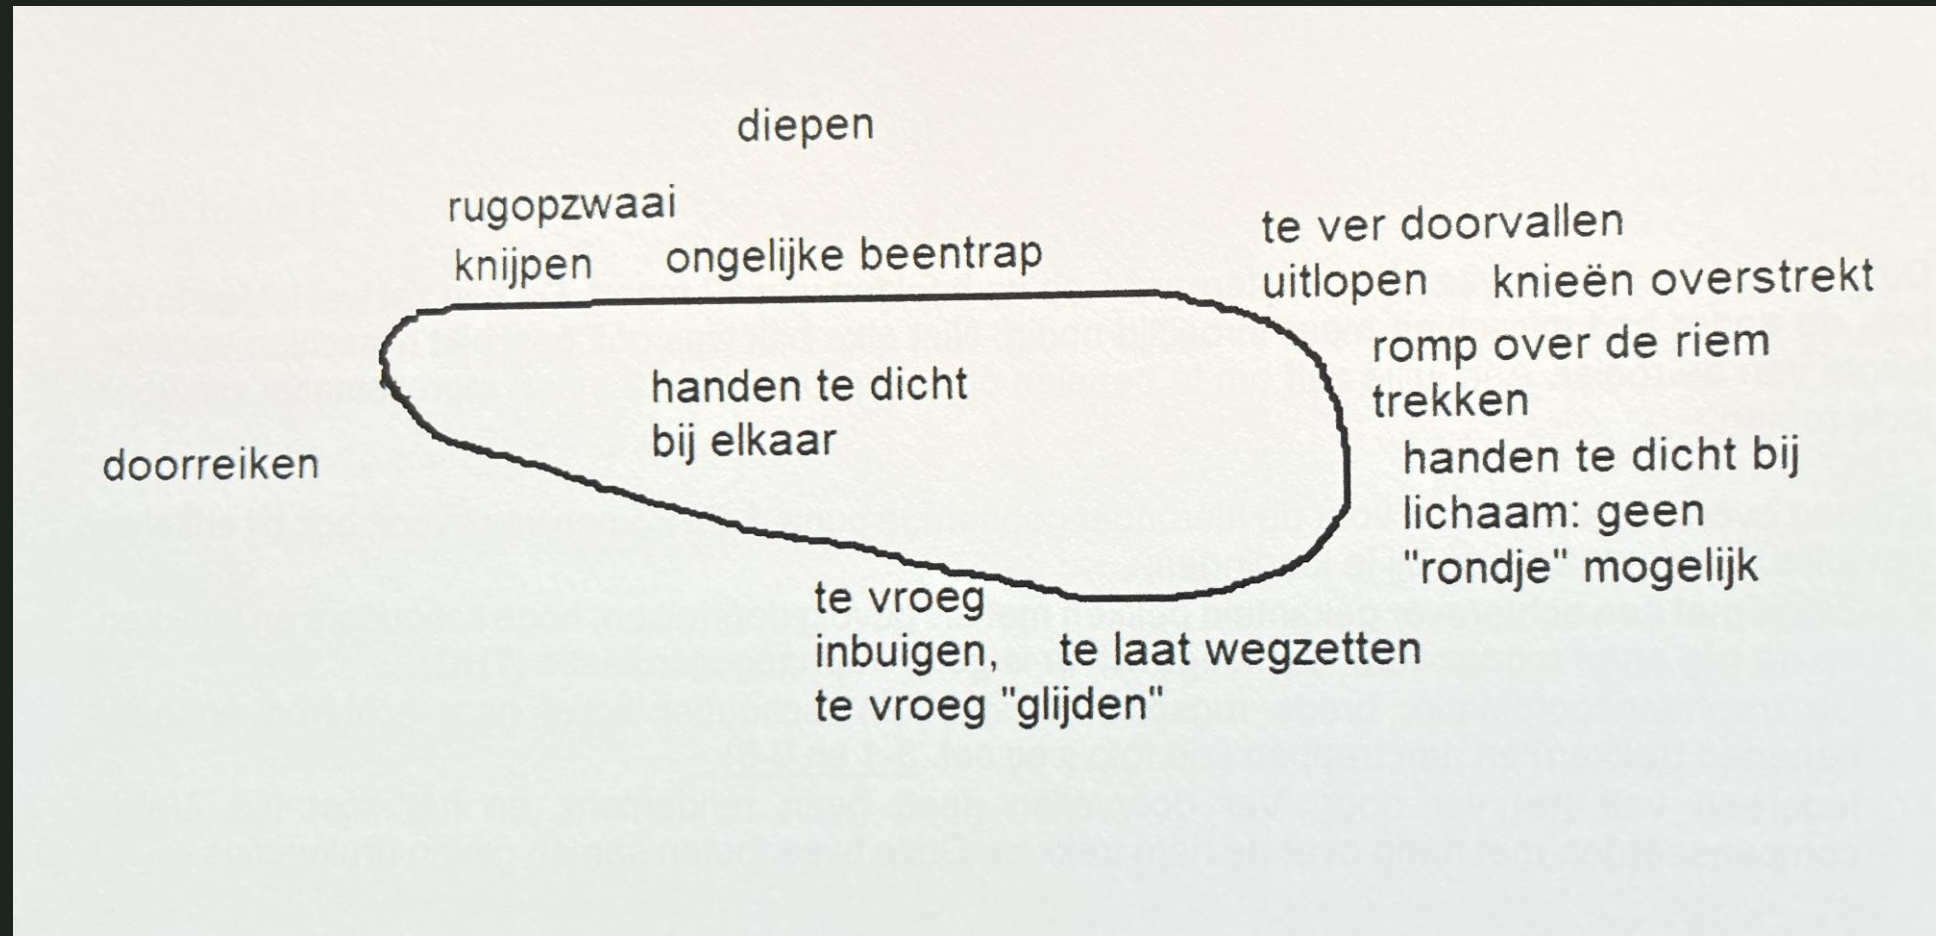 diepen
rugopzwaai
knijpen
ongelijke beentrap
te ver doorvallen
uitlopen
knieën overstrekt
romp over de riem
trekken
handen te dicht
bij elkaar
handen te dicht bij
lichaam: geen
"rondje" mogelijk
doorreiken
te vroeg
inbuigen,
te vroeg "glijden"
te laat wegzetten